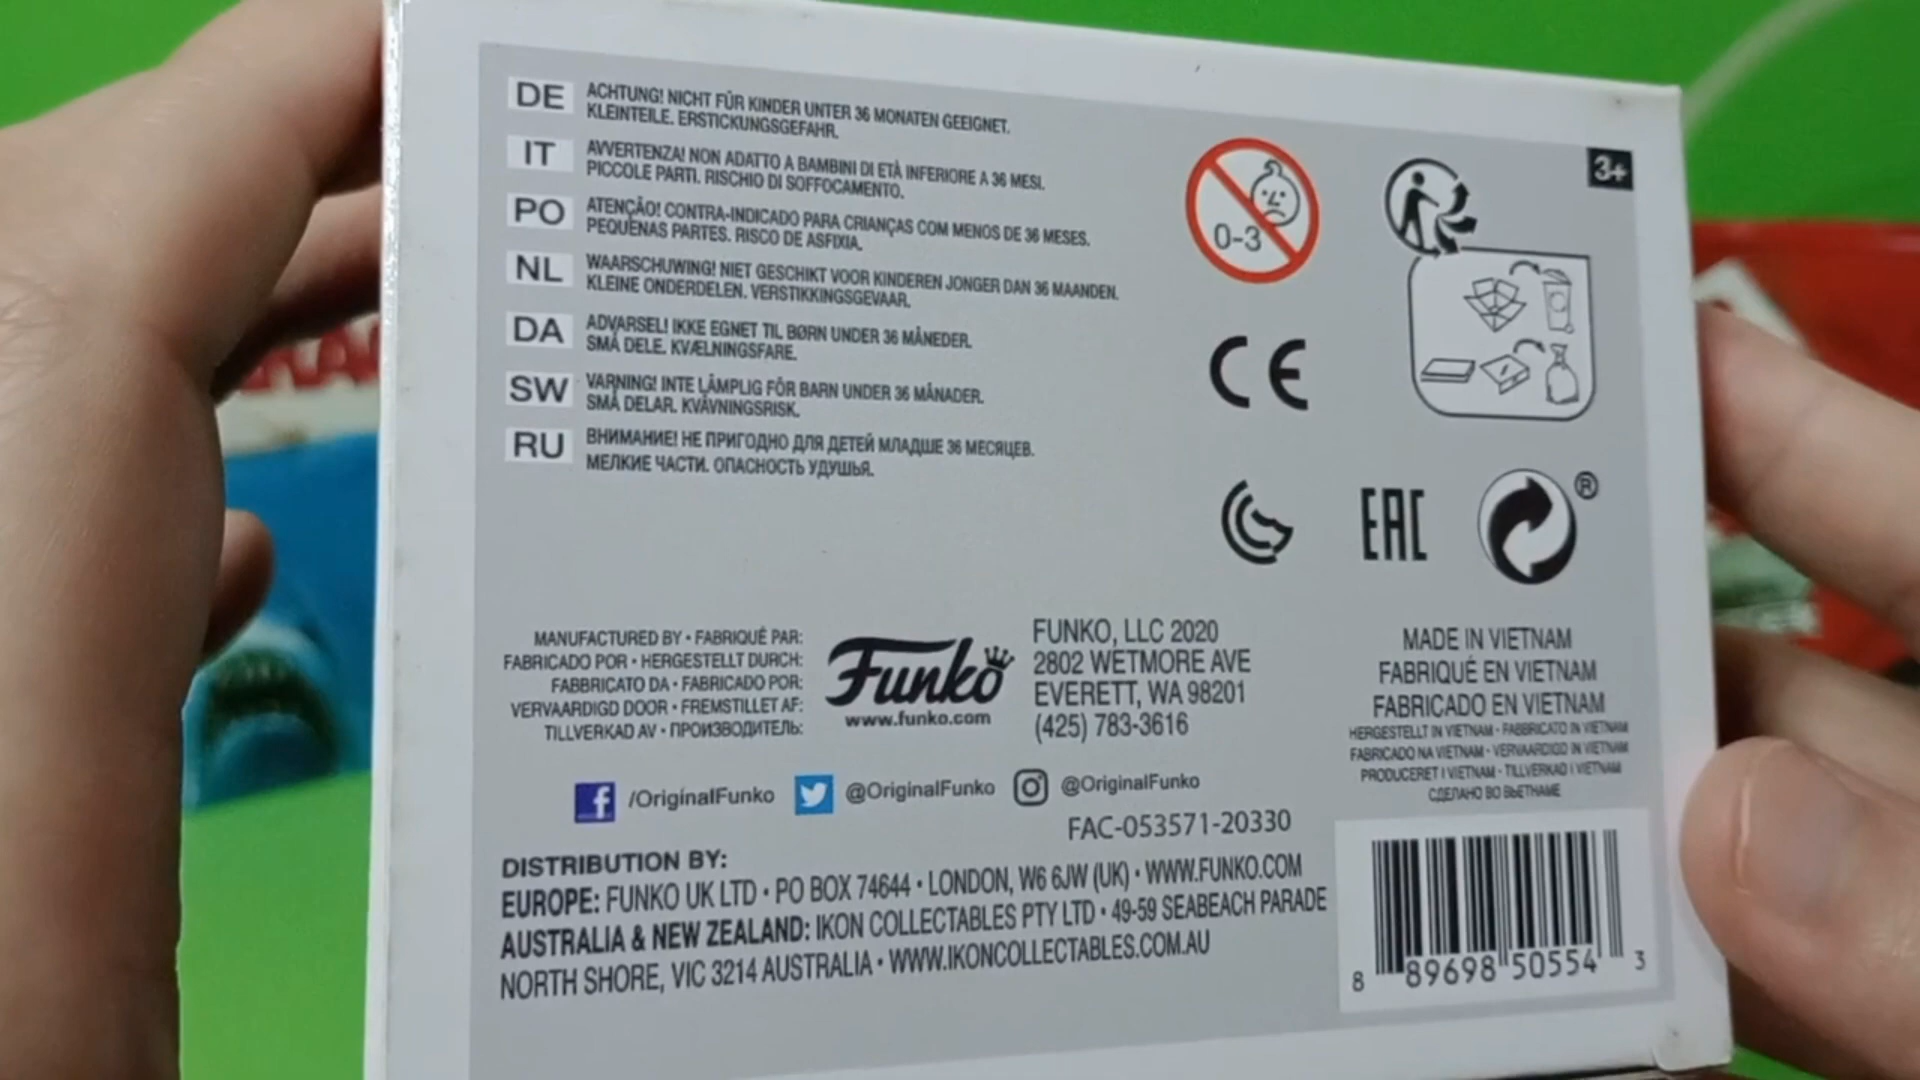 DE ACHTUNG! NICHT FÜR KINDER UNTER 36 MONATEN GEEIGNET.
KLEINTEILE. ERSTICKUNGSGEFAHR.
IT AVVERTENZA! NON ADATTO A BAMBINI DI ETÀ INFERIORE A 36 MESI.
PICCOLE PARTI. RISCHIO DI SOFFOCAMENTO.
PO ATENÇÃO! CONTRA-INDICADO PARA CRIANÇAS COM MENOS DE 36 MESES.
PEQUENAS PARTES. RISCO DE ASFIXIA.
NL WAARSCHUWING! NIET GESCHIKT VOOR KINDEREN JONGER DAN 36 MAANDEN.
KLEINE ONDERDELEN. VERSTIKKINGSGEVAAR.
DA ADVARSEL! IKKE EGNET TIL BØRN UNDER 36 MÅNEDER.
SMÅ DELE. KVÆLNINGSFARE.
SW VARNING! INTE LÄMPLIG FÖR BARN UNDER 36 MÅNADER.
SMÅ DELAR. KVÄVNINGSRISK.
RU ВНИМАНИЕ! НЕ ПРИГОДНО ДЛЯ ДЕТЕЙ МЛАДШЕ 36 МЕСЯЦЕВ.
МЕЛКИЕ ЧАСТИ. ОПАСНОСТЬ УДУШЬЯ.
0-3
3+
CE
EAC
®
MANUFACTURED BY • FABRIQUÉ PAR:
FABRICADO POR • HERGESTELLT DURCH:
FABBRICATO DA • FABRICADO POR:
VERVAARDIGD DOOR • FREMSTILLET AF:
TILLVERKAD AV • ПРОИЗВОДИТЕЛЬ:
Funko
www.funko.com
FUNKO, LLC 2020
2802 WETMORE AVE
EVERETT, WA 98201
(425) 783-3616
MADE IN VIETNAM
FABRIQUÉ EN VIETNAM
FABRICADO EN VIETNAM
HERGESTELLT IN VIETNAM • FABBRICATO IN VIETNAM
FABRICADO NA VIETNAM • VERVAARDIGD IN VIETNAM
PRODUCERET I VIETNAM • TILLVERKAD I VIETNAM
СДЕЛАНО ВО ВЬЕТНАМЕ
/OriginalFunko @OriginalFunko @OriginalFunko
FAC-053571-20330
DISTRIBUTION BY:
EUROPE: FUNKO UK LTD • PO BOX 74644 • LONDON, W6 6JW (UK) • WWW.FUNKO.COM
AUSTRALIA & NEW ZEALAND: IKON COLLECTABLES PTY LTD • 49-59 SEABEACH PARADE
NORTH SHORE, VIC 3214 AUSTRALIA • WWW.IKONCOLLECTABLES.COM.AU
8 89698 50554 3